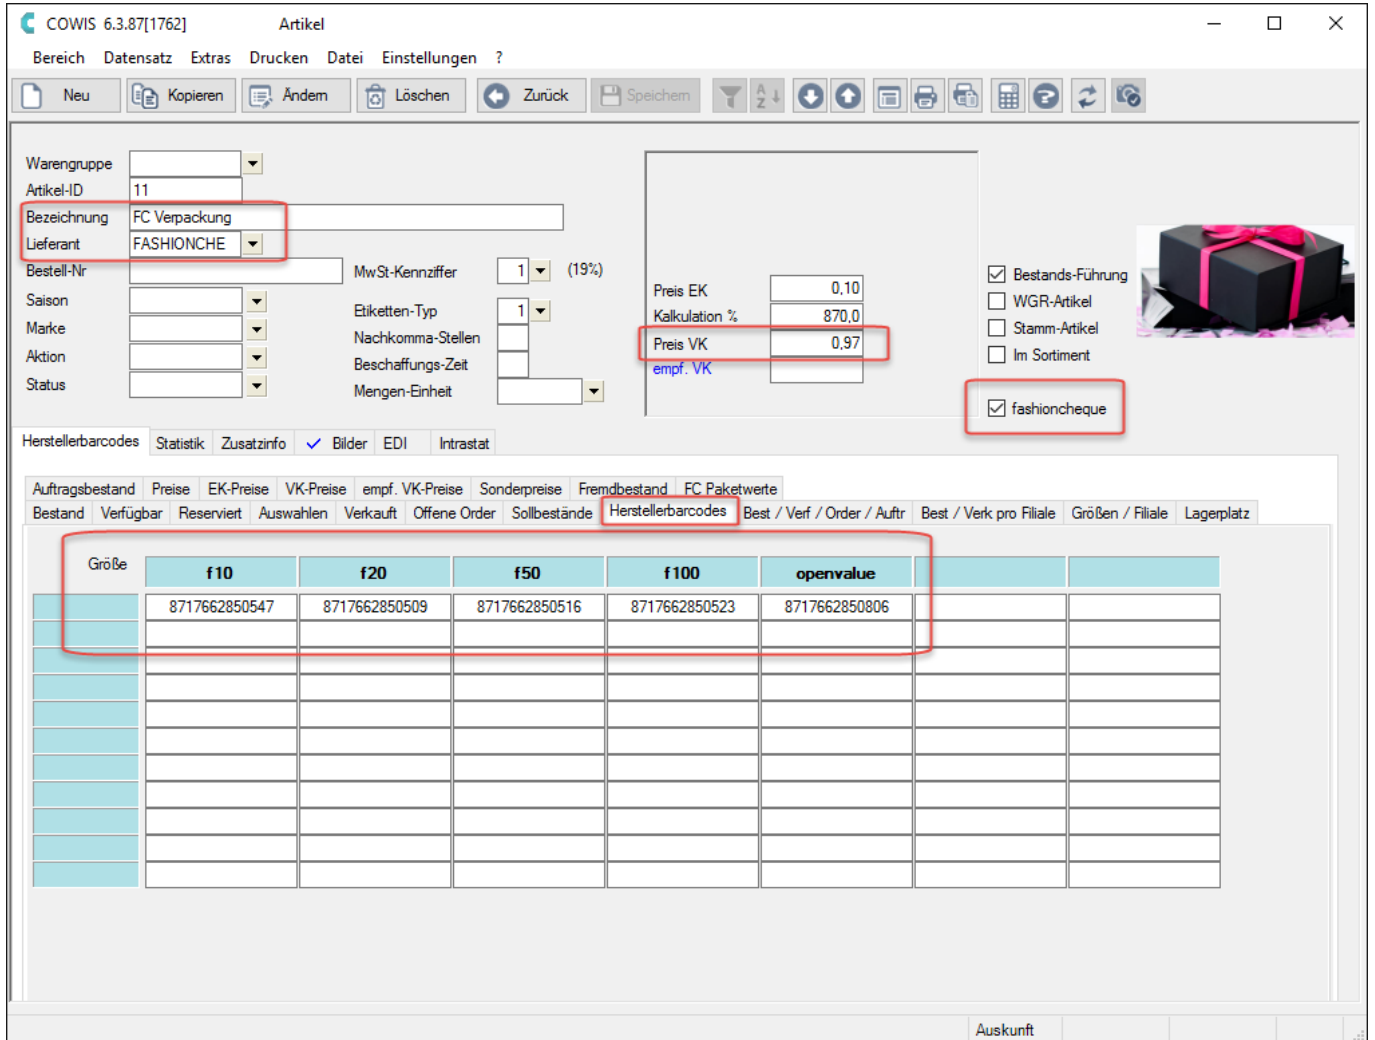 COWIS 6.3.87[1762] Artikel
Bereich Datensatz Extras Drucken Datei Einstellungen ?
Neu Kopieren Ändern Löschen Zurück Speichern
Warengruppe
Artikel-ID 11
Bezeichnung FC Verpackung
Lieferant FASHIONCHE
Bestell-Nr
Saison
Marke
Aktion
Status
MwSt-Kennziffer 1 (19%)
Etiketten-Typ 1
Nachkomma-Stellen
Beschaffungs-Zeit
Mengen-Einheit
Preis EK 0,10
Kalkulation % 870,0
Preis VK 0,97
empf. VK
Bestands-Führung
WGR-Artikel
Stamm-Artikel
Im Sortiment
fashioncheque
Herstellerbarcodes Statistik Zusatzinfo Bilder EDI Intrastat
Auftragsbestand Preise EK-Preise VK-Preise empf. VK-Preise Sonderpreise Fremdbestand FC Paketwerte
Bestand Verfügbar Reserviert Auswahlen Verkauft Offene Order Sollbestände Herstellerbarcodes Best / Verf / Order / Auftr Best / Verk pro Filiale Größen / Filiale Lagerplatz
Größe f10 f20 f50 f100 openvalue
8717662850547 8717662850509 8717662850516 8717662850523 8717662850806
Auskunft